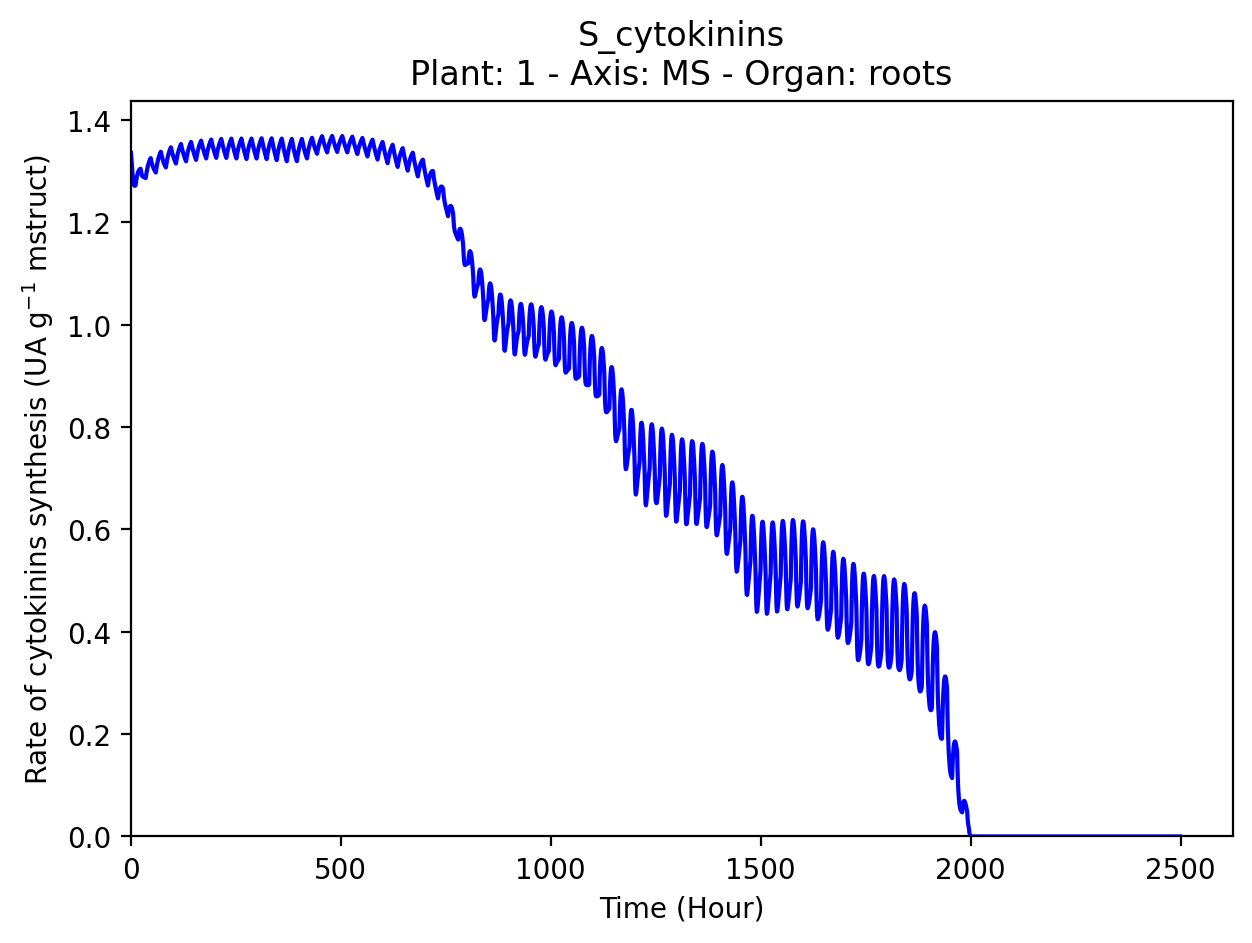 S_cytokinins
Plant: 1 - Axis: MS - Organ: roots
Rate of cytokinins synthesis (UA g⁻¹ mstruct)
1.4
1.2
1.0
0.8
0.6
0.4
0.2
0.0
0 500 1000 1500 2000 2500
Time (Hour)